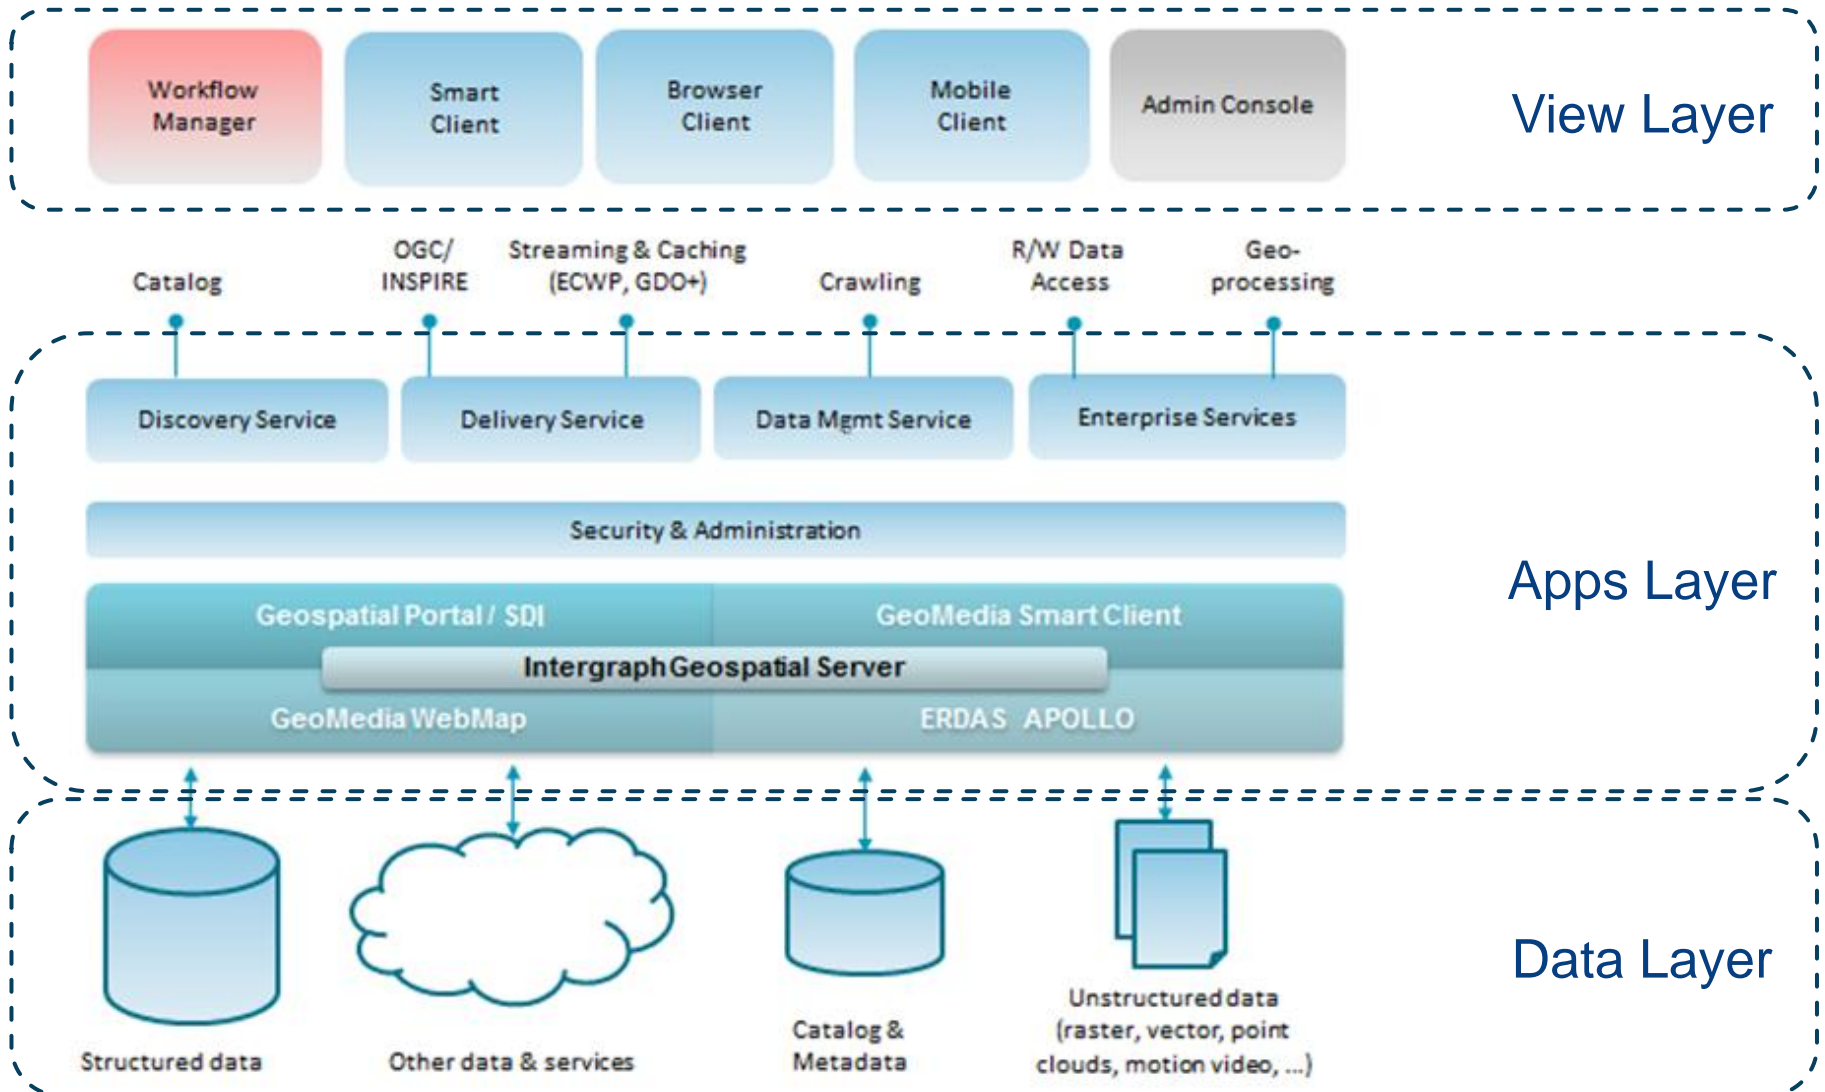 Workflow
Manager
Smart
Client
Browser
Client
Mobile
Client
Admin Console
View Layer
Catalog
OGC/
INSPIRE
Streaming & Caching
(ECWP, GDO+)
Crawling
R/W Data
Access
Geo-
processing
Discovery Service
Delivery Service
Data Mgmt Service
Enterprise Services
Security & Administration
Apps Layer
Geospatial Portal / SDI
GeoMedia Smart Client
Intergraph Geospatial Server
GeoMedia WebMap
ERDAS APOLLO
Structured data
Other data & services
Catalog &
Metadata
Unstructured data
(raster, vector, point
clouds, motion video, ...)
Data Layer